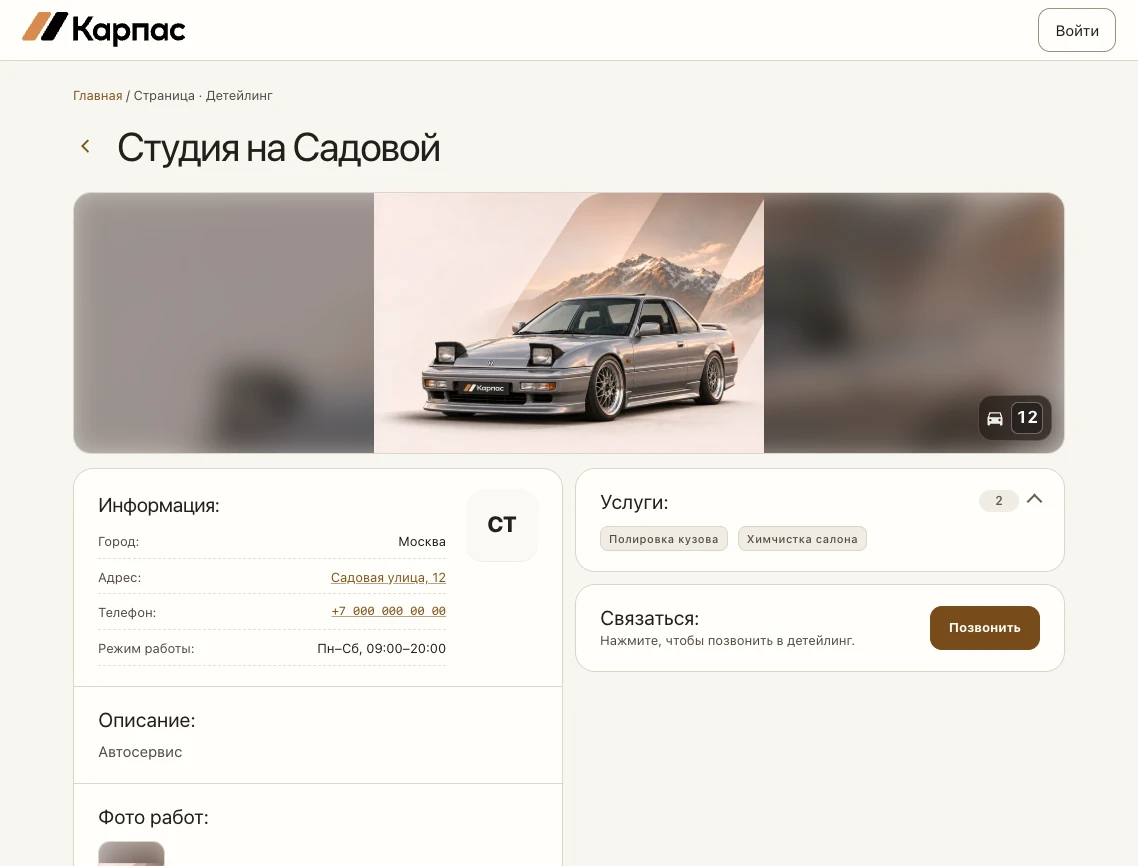 Карпас
Войти
Главная / Страница · Детейлинг
Студия на Садовой
Карпас
12
Информация:
СТ
Город: Москва
Адрес: Садовая улица, 12
Телефон: +7 000 000 00 00
Режим работы: Пн–Сб, 09:00–20:00
Описание:
Автосервис
Фото работ:
Услуги:
2
Полировка кузова Химчистка салона
Связаться:
Нажмите, чтобы позвонить в детейлинг.
Позвонить